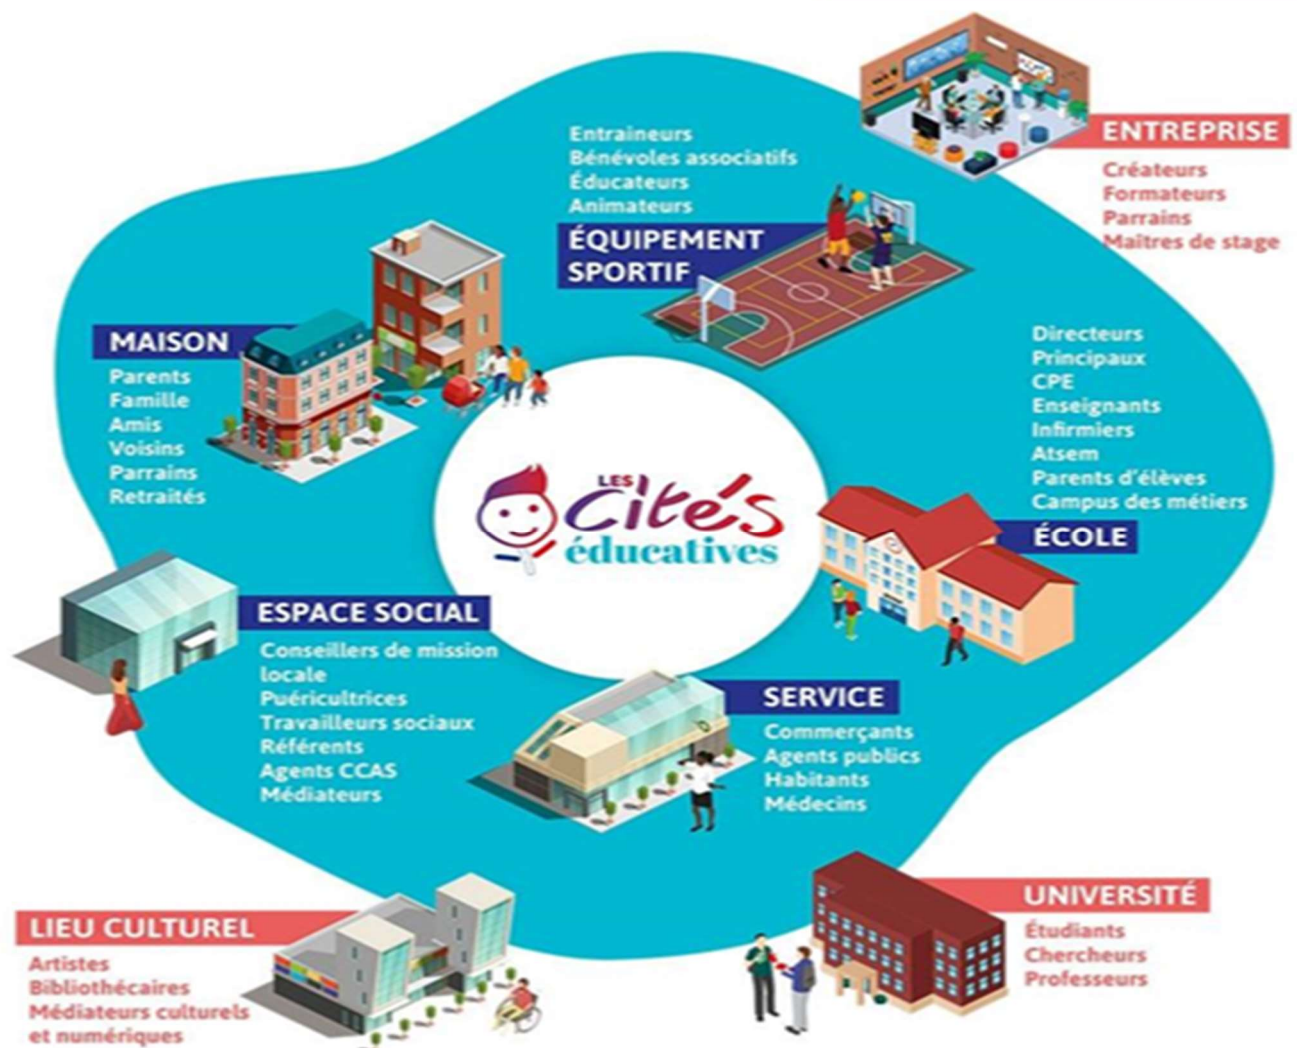 ENTREPRISE
Créateurs
Formateurs
Parrains
Maîtres de stage
Entraineurs
Bénévoles associatifs
Éducateurs
Animateurs
ÉQUIPEMENT
SPORTIF
MAISON
Parents
Famille
Amis
Voisins
Parrains
Retraités
Directeurs
Principaux
CPE
Enseignants
Infirmiers
Atsem
Parents d'élèves
Campus des métiers
ÉCOLE
LES
Cités
éducatives
ESPACE SOCIAL
Conseillers de mission
locale
Puéricultrices
Travailleurs sociaux
Référents
Agents CCAS
Médiateurs
SERVICE
Commerçants
Agents publics
Habitants
Médecins
LIEU CULTUREL
Artistes
Bibliothécaires
Médiateurs culturels
et numériques
UNIVERSITÉ
Étudiants
Chercheurs
Professeurs